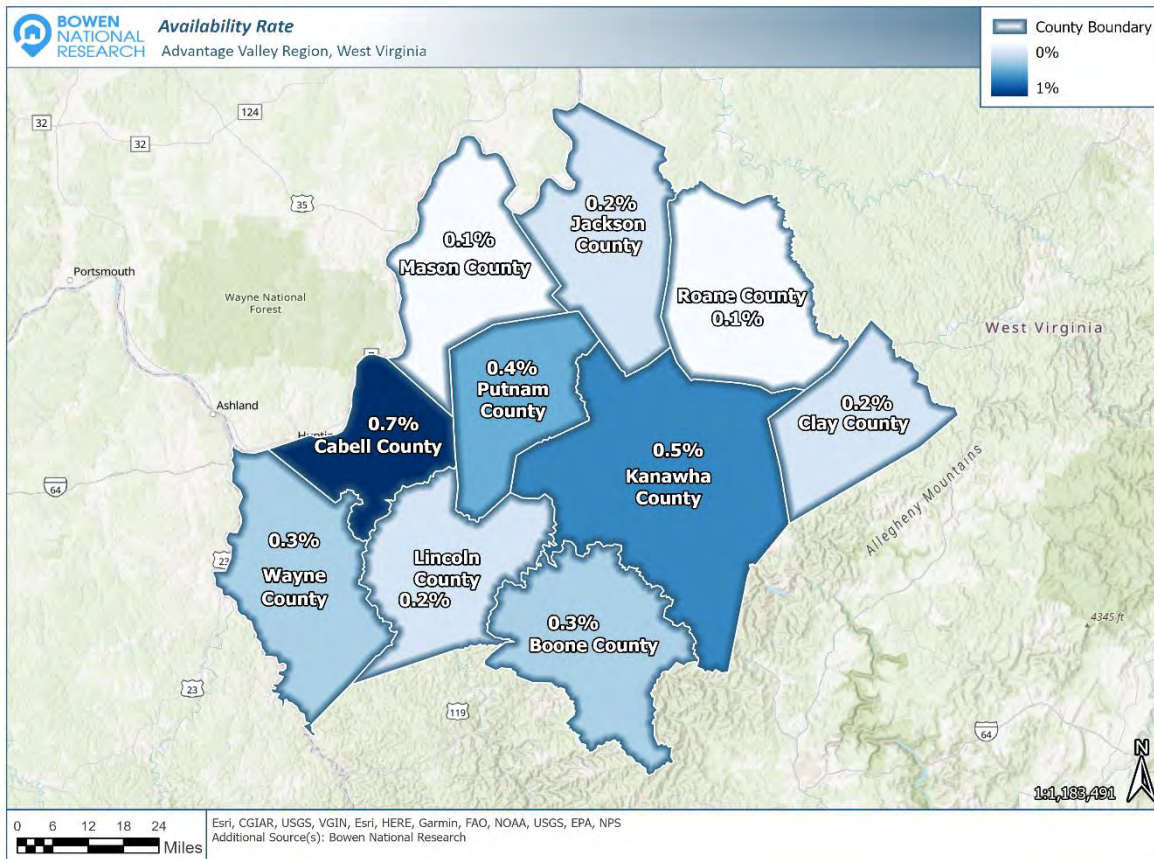 BOWEN
NATIONAL
RESEARCH
Availability Rate
Advantage Valley Region, West Virginia
County Boundary
0%
1%
32
32
124
35
0.2%
Jackson
County
0.1%
Mason County
Roane County
0.1%
Portsmouth
Wayne National
Forest
West Virginia
7
0.4%
Putnam
County
Ashland
0.2%
Clay County
0.7%
Cabell County
0.5%
Kanawha
County
64
Allegheny Mountains
0.3%
Wayne
County
23
Lincoln
County
0.2%
0.3%
Boone County
4345 ft
23
119
64
N
1:1,183,491
0 6 12 18 24
Miles
Esri, CGIAR, USGS, VGIN, Esri, HERE, Garmin, FAO, NOAA, USGS, EPA, NPS
Additional Source(s): Bowen National Research